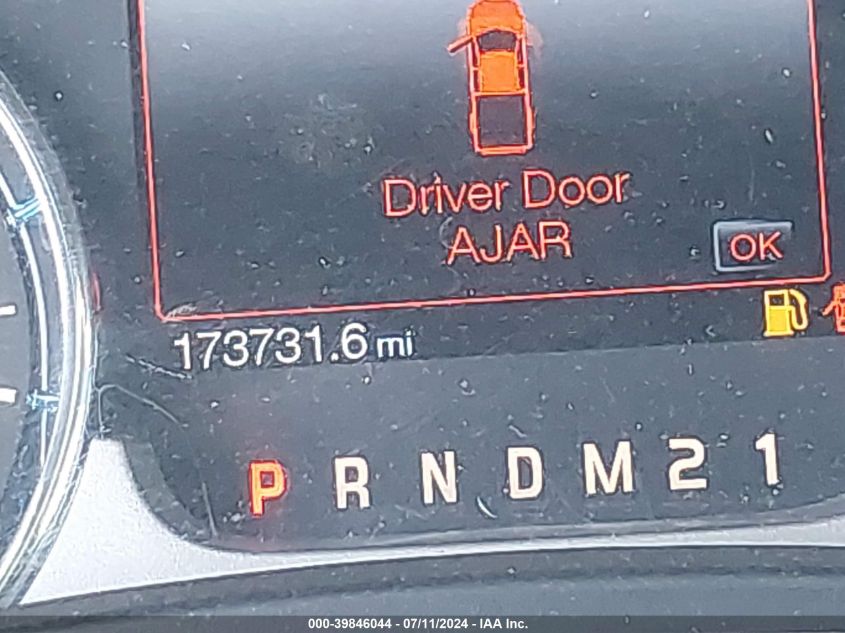 Driver Door
AJAR
OK
173731.6 mi
P R N D M 2 1
000-39846044 / 07/11/2024 - IAA Inc.